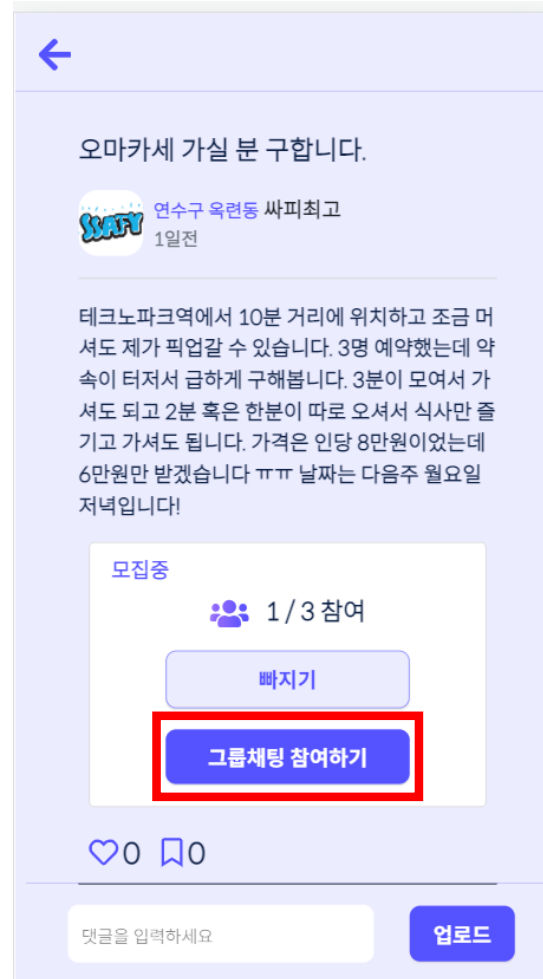 오마카세 가실 분 구합니다.
SSAFY
연수구 옥련동 싸피최고
1일전
테크노파크역에서 10분 거리에 위치하고 조금 머
셔도 제가 픽업갈 수 있습니다. 3명 예약했는데 약
속이 터저서 급하게 구해봅니다. 3분이 모여서 가
셔도 되고 2분 혹은 한분이 따로 오셔서 식사만 즐
기고 가셔도 됩니다. 가격은 인당 8만원이었는데
6만원만 받겠습니다 ㅠㅠ 날짜는 다음주 월요일
저녁입니다!
모집중
1 / 3 참여
빠지기
그룹채팅 참여하기
0 0
댓글을 입력하세요 업로드